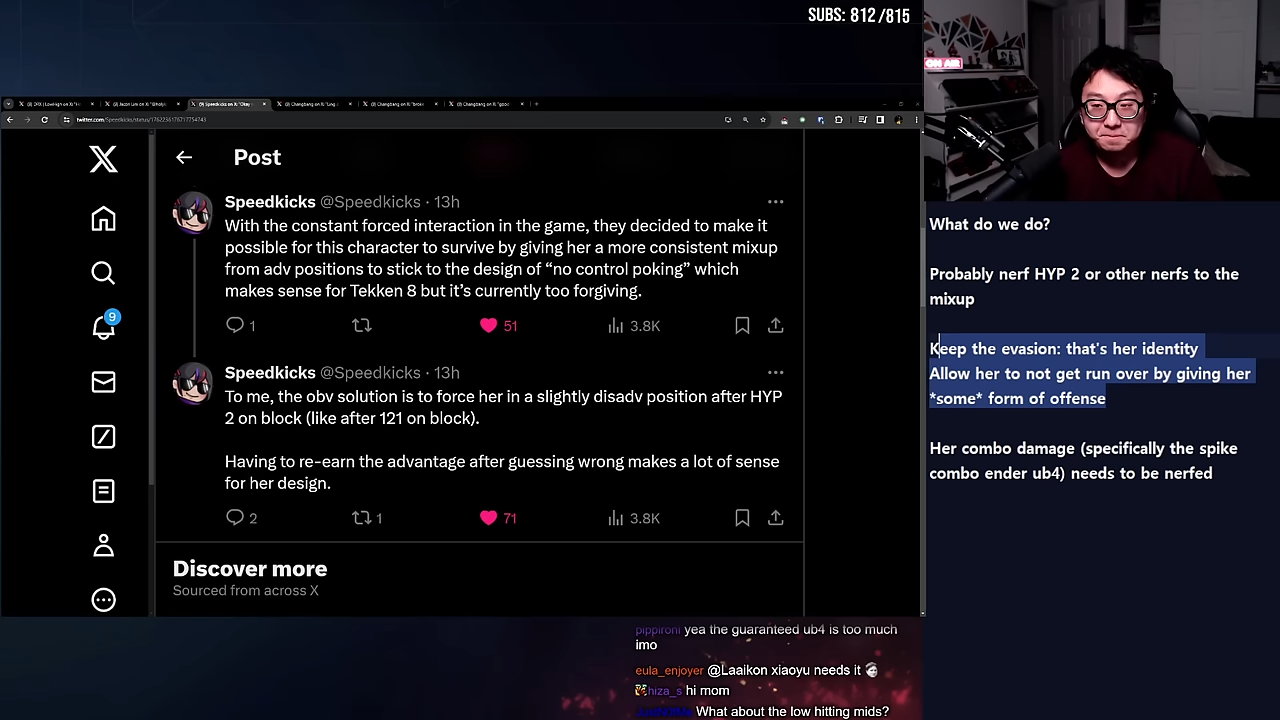 SUBS: 812/815
ON AIR
Post
Speedkicks @Speedkicks · 13h
With the constant forced interaction in the game, they decided to make it
possible for this character to survive by giving her a more consistent mixup
from adv positions to stick to the design of “no control poking” which
makes sense for Tekken 8 but it’s currently too forgiving.
1
51
3.8K
9
Speedkicks @Speedkicks · 13h
To me, the obv solution is to force her in a slightly disadv position after HYP
2 on block (like after 121 on block).
Having to re-earn the advantage after guessing wrong makes a lot of sense
for her design.
2
1
71
3.8K
Discover more
Sourced from across X
What do we do?
Probably nerf HYP 2 or other nerfs to the
mixup
Keep the evasion: that's her identity
Allow her to not get run over by giving her
*some* form of offense
Her combo damage (specifically the spike
combo ender ub4) needs to be nerfed
pippironi yea the guaranteed ub4 is too much
imo
eula_enjoyer @Laaikon xiaoyu needs it
hiza_s hi mom
What about the low hitting mids?